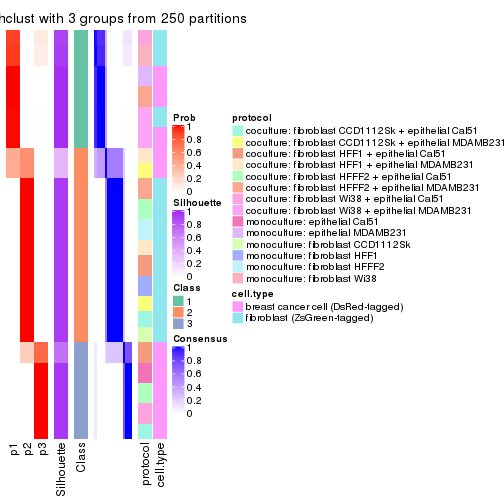 hclust with 3 groups from 250 partitions
Prob
1
0.8
0.6
0.4
0.2
0
Silhouette
1
0.8
0.6
0.4
0.2
0
Class
1
2
3
Consensus
1
0.8
0.6
0.4
0.2
0
protocol
coculture: fibroblast CCD1112Sk + epithelial Cal51
coculture: fibroblast CCD1112Sk + epithelial MDAMB231
coculture: fibroblast HFF1 + epithelial Cal51
coculture: fibroblast HFF1 + epithelial MDAMB231
coculture: fibroblast HFFF2 + epithelial Cal51
coculture: fibroblast HFFF2 + epithelial MDAMB231
coculture: fibroblast Wi38 + epithelial Cal51
coculture: fibroblast Wi38 + epithelial MDAMB231
monoculture: epithelial Cal51
monoculture: epithelial MDAMB231
monoculture: fibroblast CCD1112Sk
monoculture: fibroblast HFF1
monoculture: fibroblast HFFF2
monoculture: fibroblast Wi38
cell.type
breast cancer cell (DsRed-tagged)
fibroblast (ZsGreen-tagged)
p1
p2
p3
Silhouette
Class
protocol
cell.type